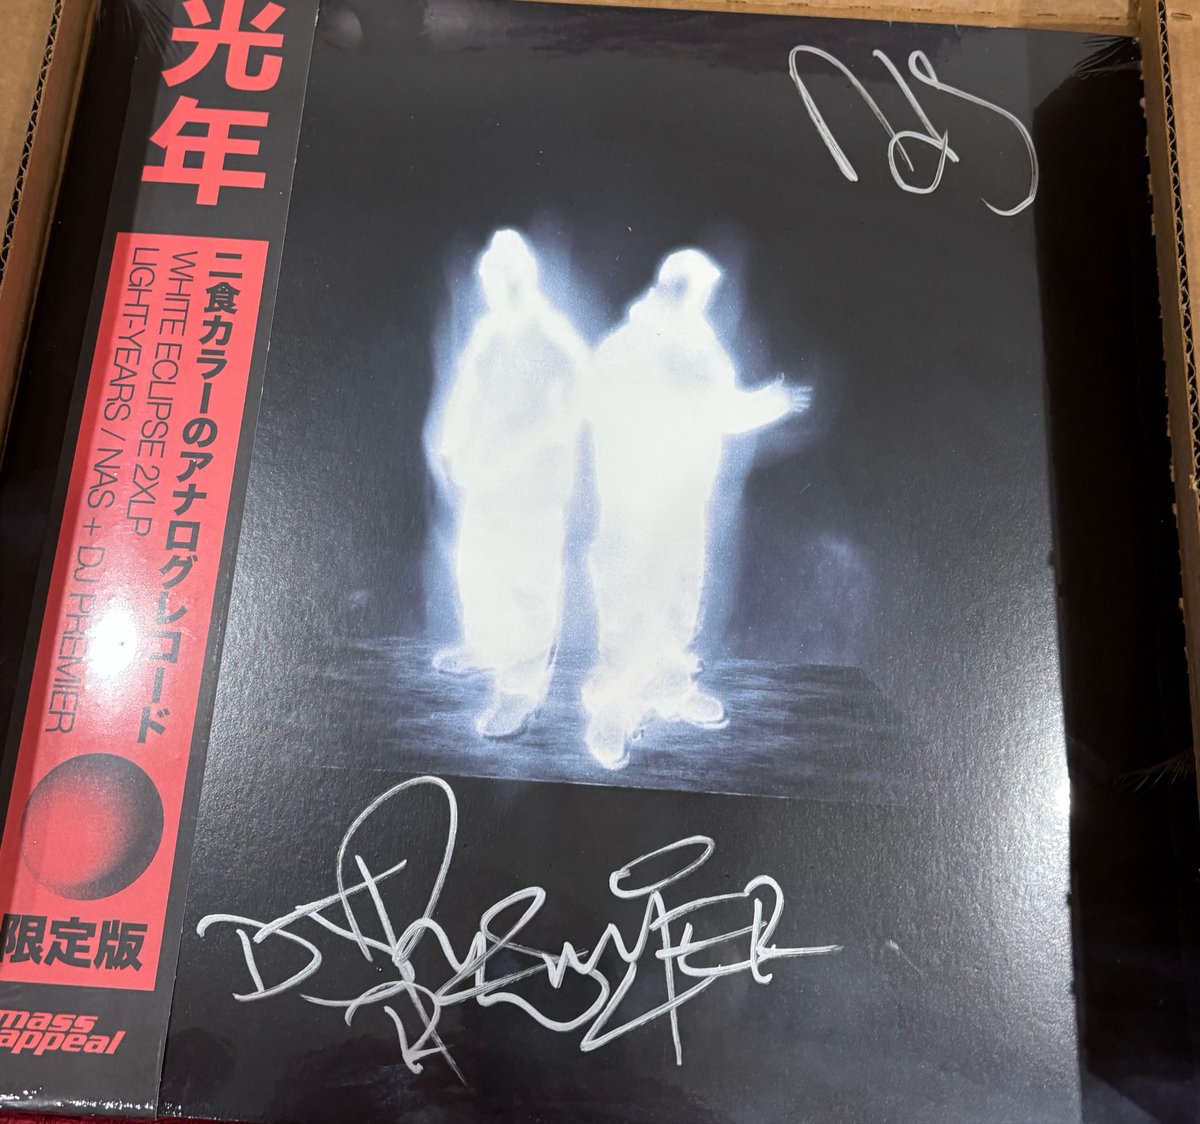 光年
二食カラーのアナログレコード
WHITE ECLIPSE 2XLP
LIGHT-YEARS / NAS + DJ PREMIER
限定版
mass
appeal
NAS
DJ PREMIER